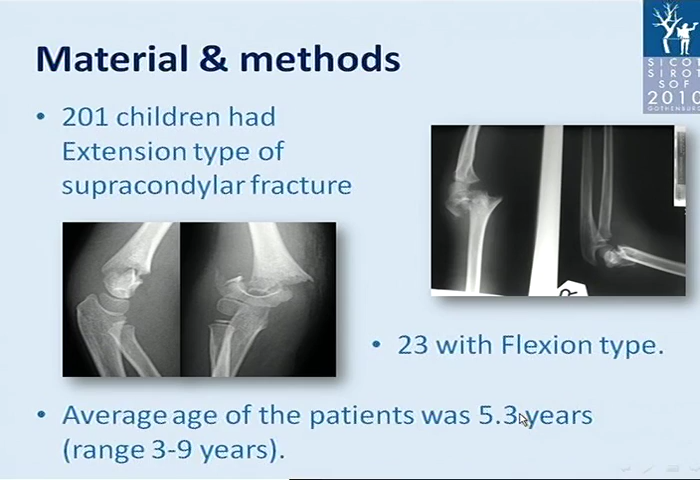 Material & methods
• 201 children had
Extension type of
supracondylar fracture
• 23 with Flexion type.
• Average age of the patients was 5.3 years
(range 3-9 years).
SICOT
SIROT
SOF
2010
GOTHENBURG
R